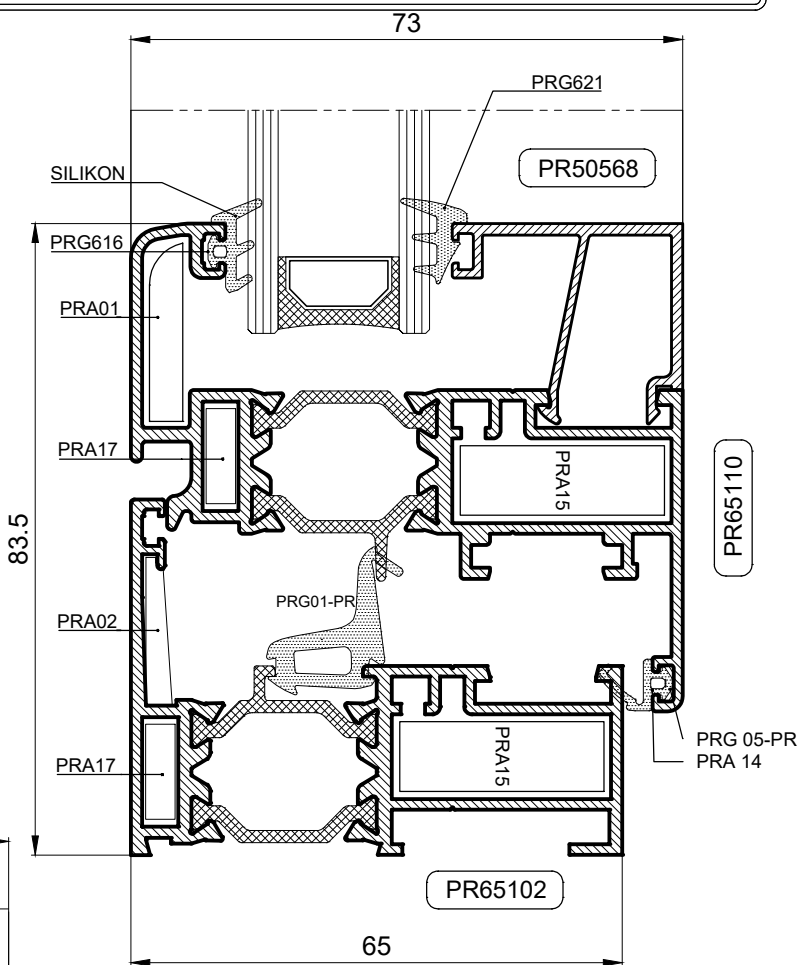 73
PRG621
PR50568
SILIKON
PRG616
PRA01
PRA17
PRA15
PR65110
83.5
PRG01-PR
PRA02
PRG 05-PR
PRA 14
PRA17
PRA15
PR65102
65